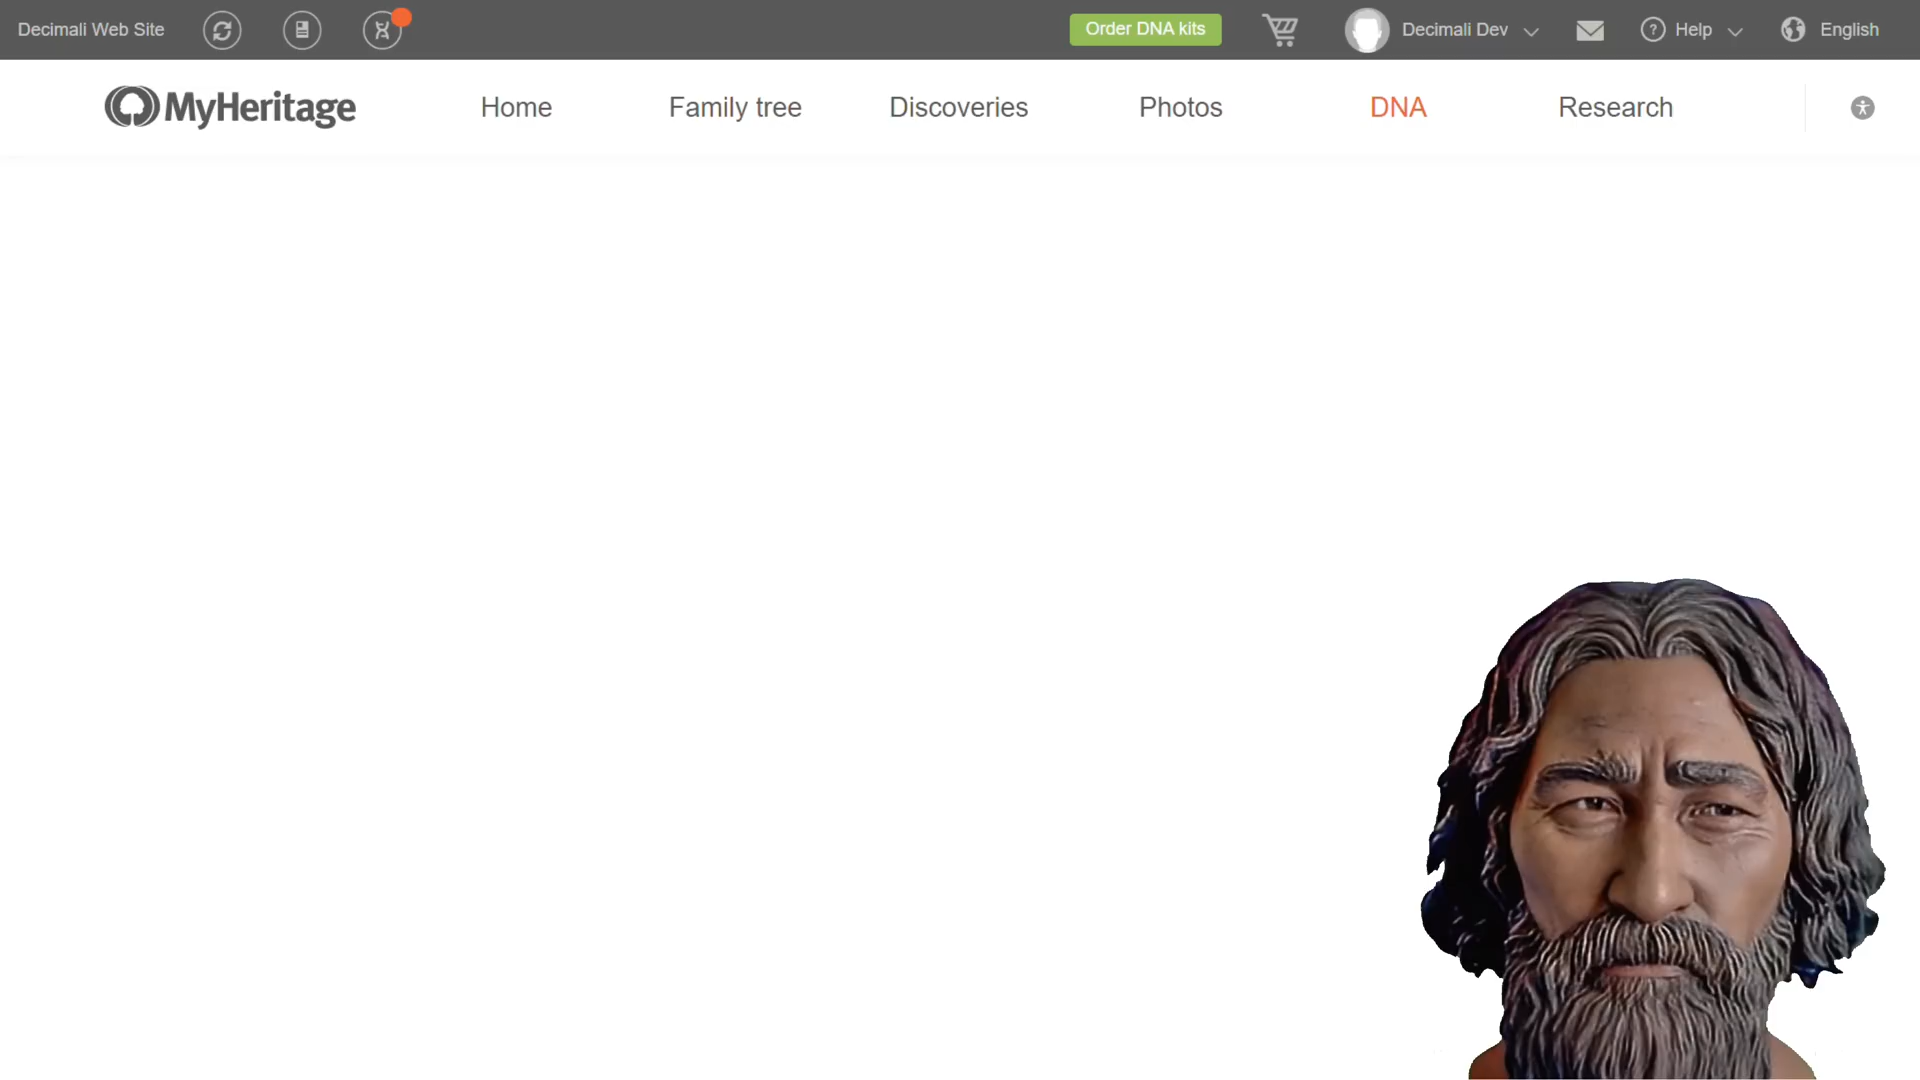 Decimali Web Site
Order DNA kits
Decimali Dev
Help
English
MyHeritage
Home
Family tree
Discoveries
Photos
DNA
Research